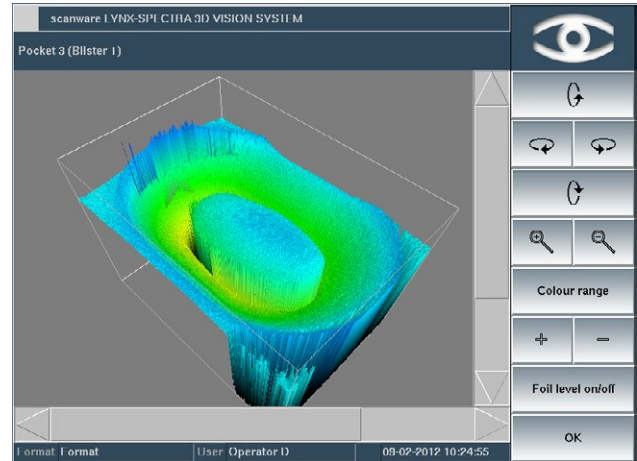 scanware LYNX-SPECTRA 3D VISION SYSTEM
Pocket 3 (Blister 1)
Colour range
+ −
Foil level on/off
OK
Format Format User Operator D 09-02-2012 10:24:55